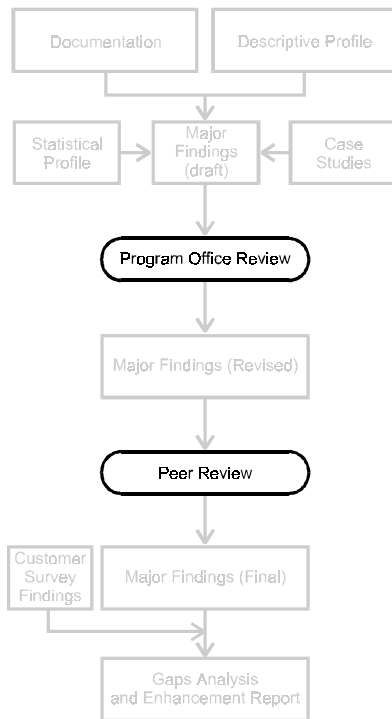 Documentation
Descriptive Profile
Statistical
Profile
Major
Findings
(draft)
Case
Studies
Program Office Review
Major Findings (Revised)
Peer Review
Customer
Survey
Findings
Major Findings (Final)
Gaps Analysis
and Enhancement Report